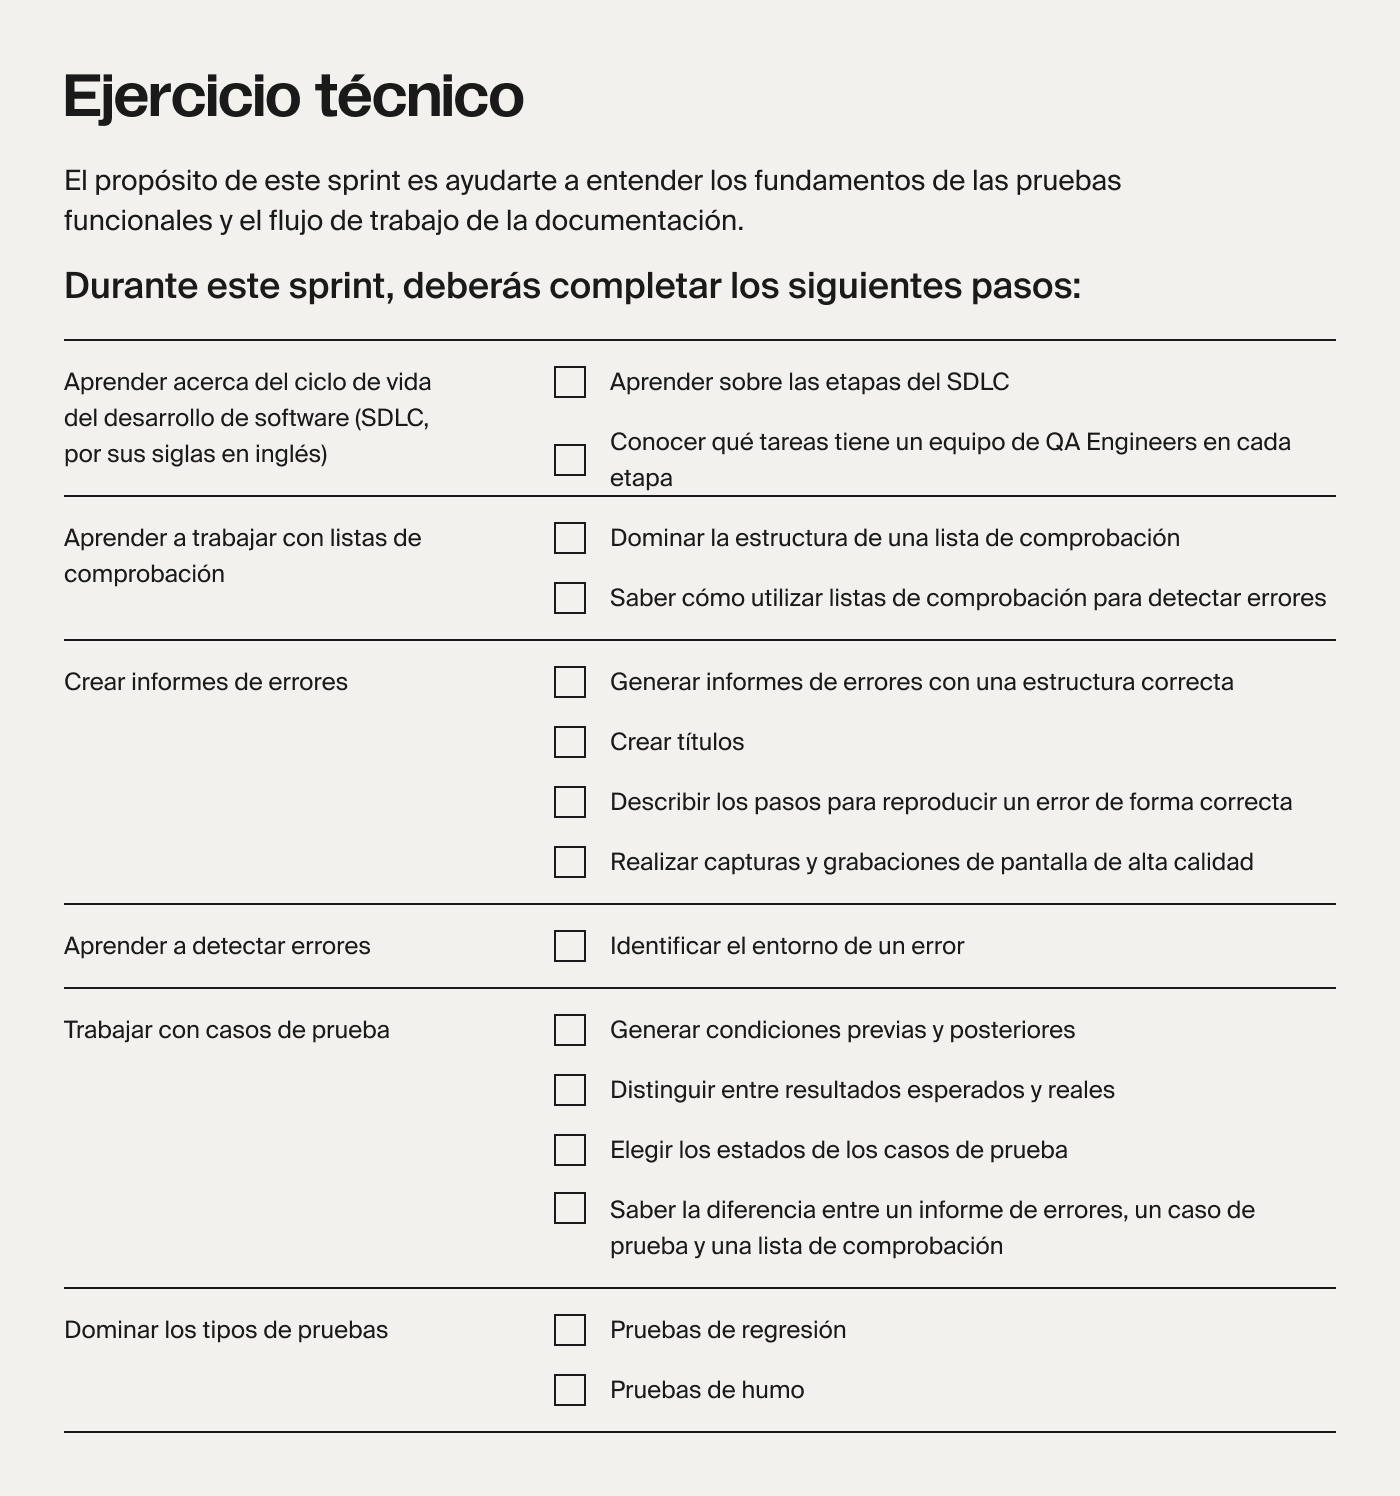 Ejercicio técnico
El propósito de este sprint es ayudarte a entender los fundamentos de las pruebas
funcionales y el flujo de trabajo de la documentación.
Durante este sprint, deberás completar los siguientes pasos:
Aprender acerca del ciclo de vida
del desarrollo de software (SDLC,
por sus siglas en inglés)
Aprender sobre las etapas del SDLC
Conocer qué tareas tiene un equipo de QA Engineers en cada
etapa
Aprender a trabajar con listas de
comprobación
Dominar la estructura de una lista de comprobación
Saber cómo utilizar listas de comprobación para detectar errores
Crear informes de errores
Generar informes de errores con una estructura correcta
Crear títulos
Describir los pasos para reproducir un error de forma correcta
Realizar capturas y grabaciones de pantalla de alta calidad
Aprender a detectar errores
Identificar el entorno de un error
Trabajar con casos de prueba
Generar condiciones previas y posteriores
Distinguir entre resultados esperados y reales
Elegir los estados de los casos de prueba
Saber la diferencia entre un informe de errores, un caso de
prueba y una lista de comprobación
Dominar los tipos de pruebas
Pruebas de regresión
Pruebas de humo